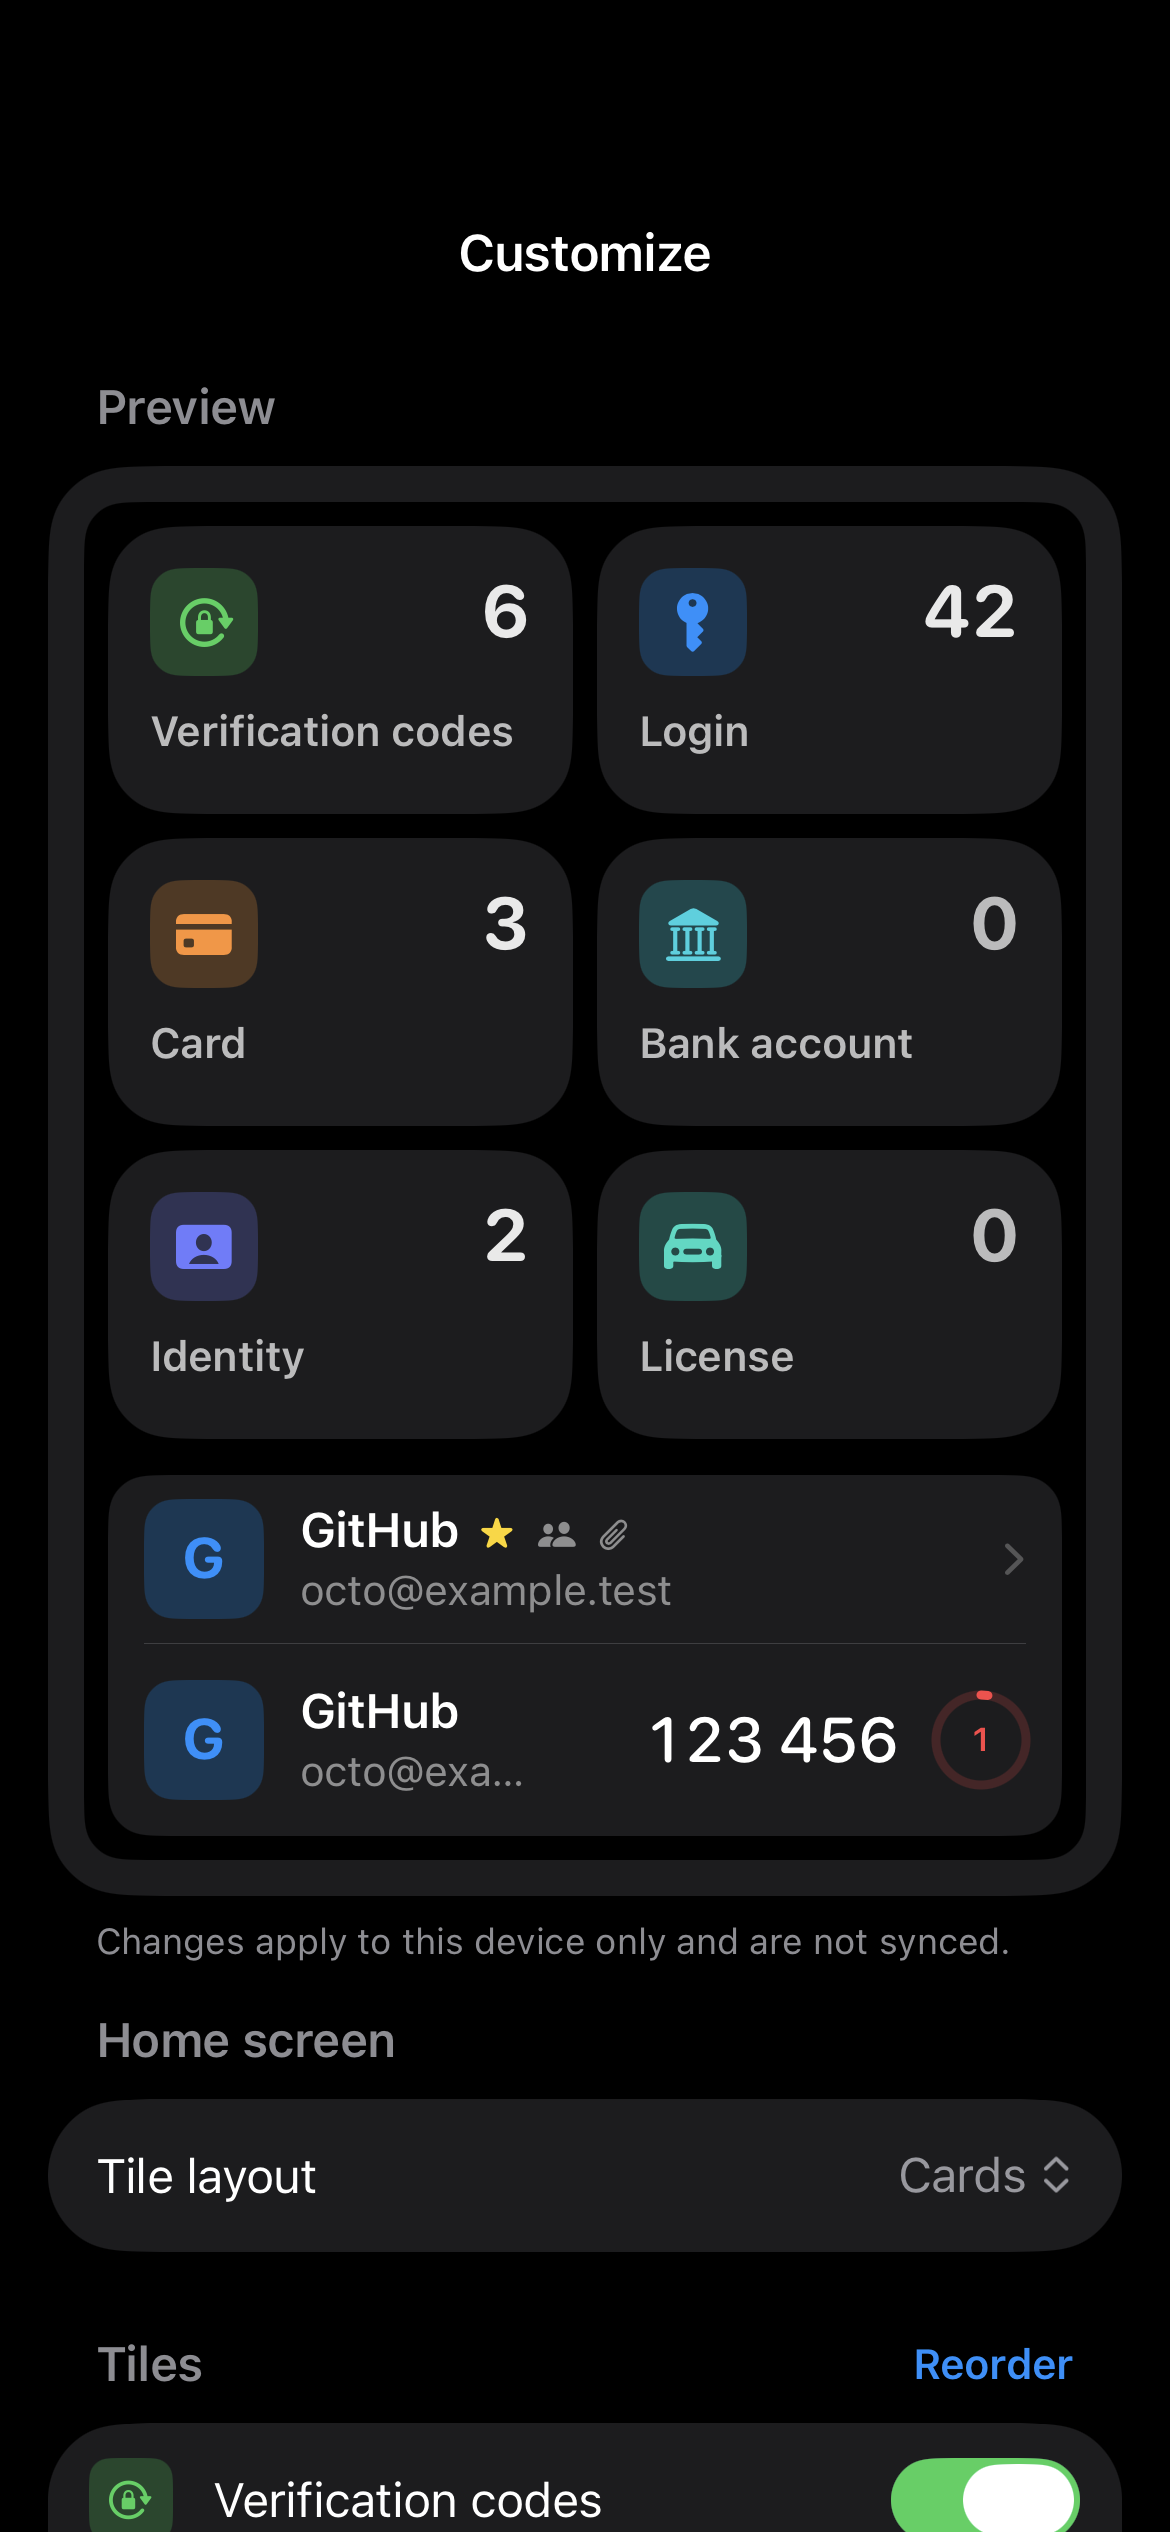 Customize
Preview
6
Verification codes
42
Login
3
Card
0
Bank account
2
Identity
0
License
G
GitHub
octo@example.test
G
GitHub
octo@exa...
123 456
1
Changes apply to this device only and are not synced.
Home screen
Tile layout
Cards
Tiles
Reorder
Verification codes